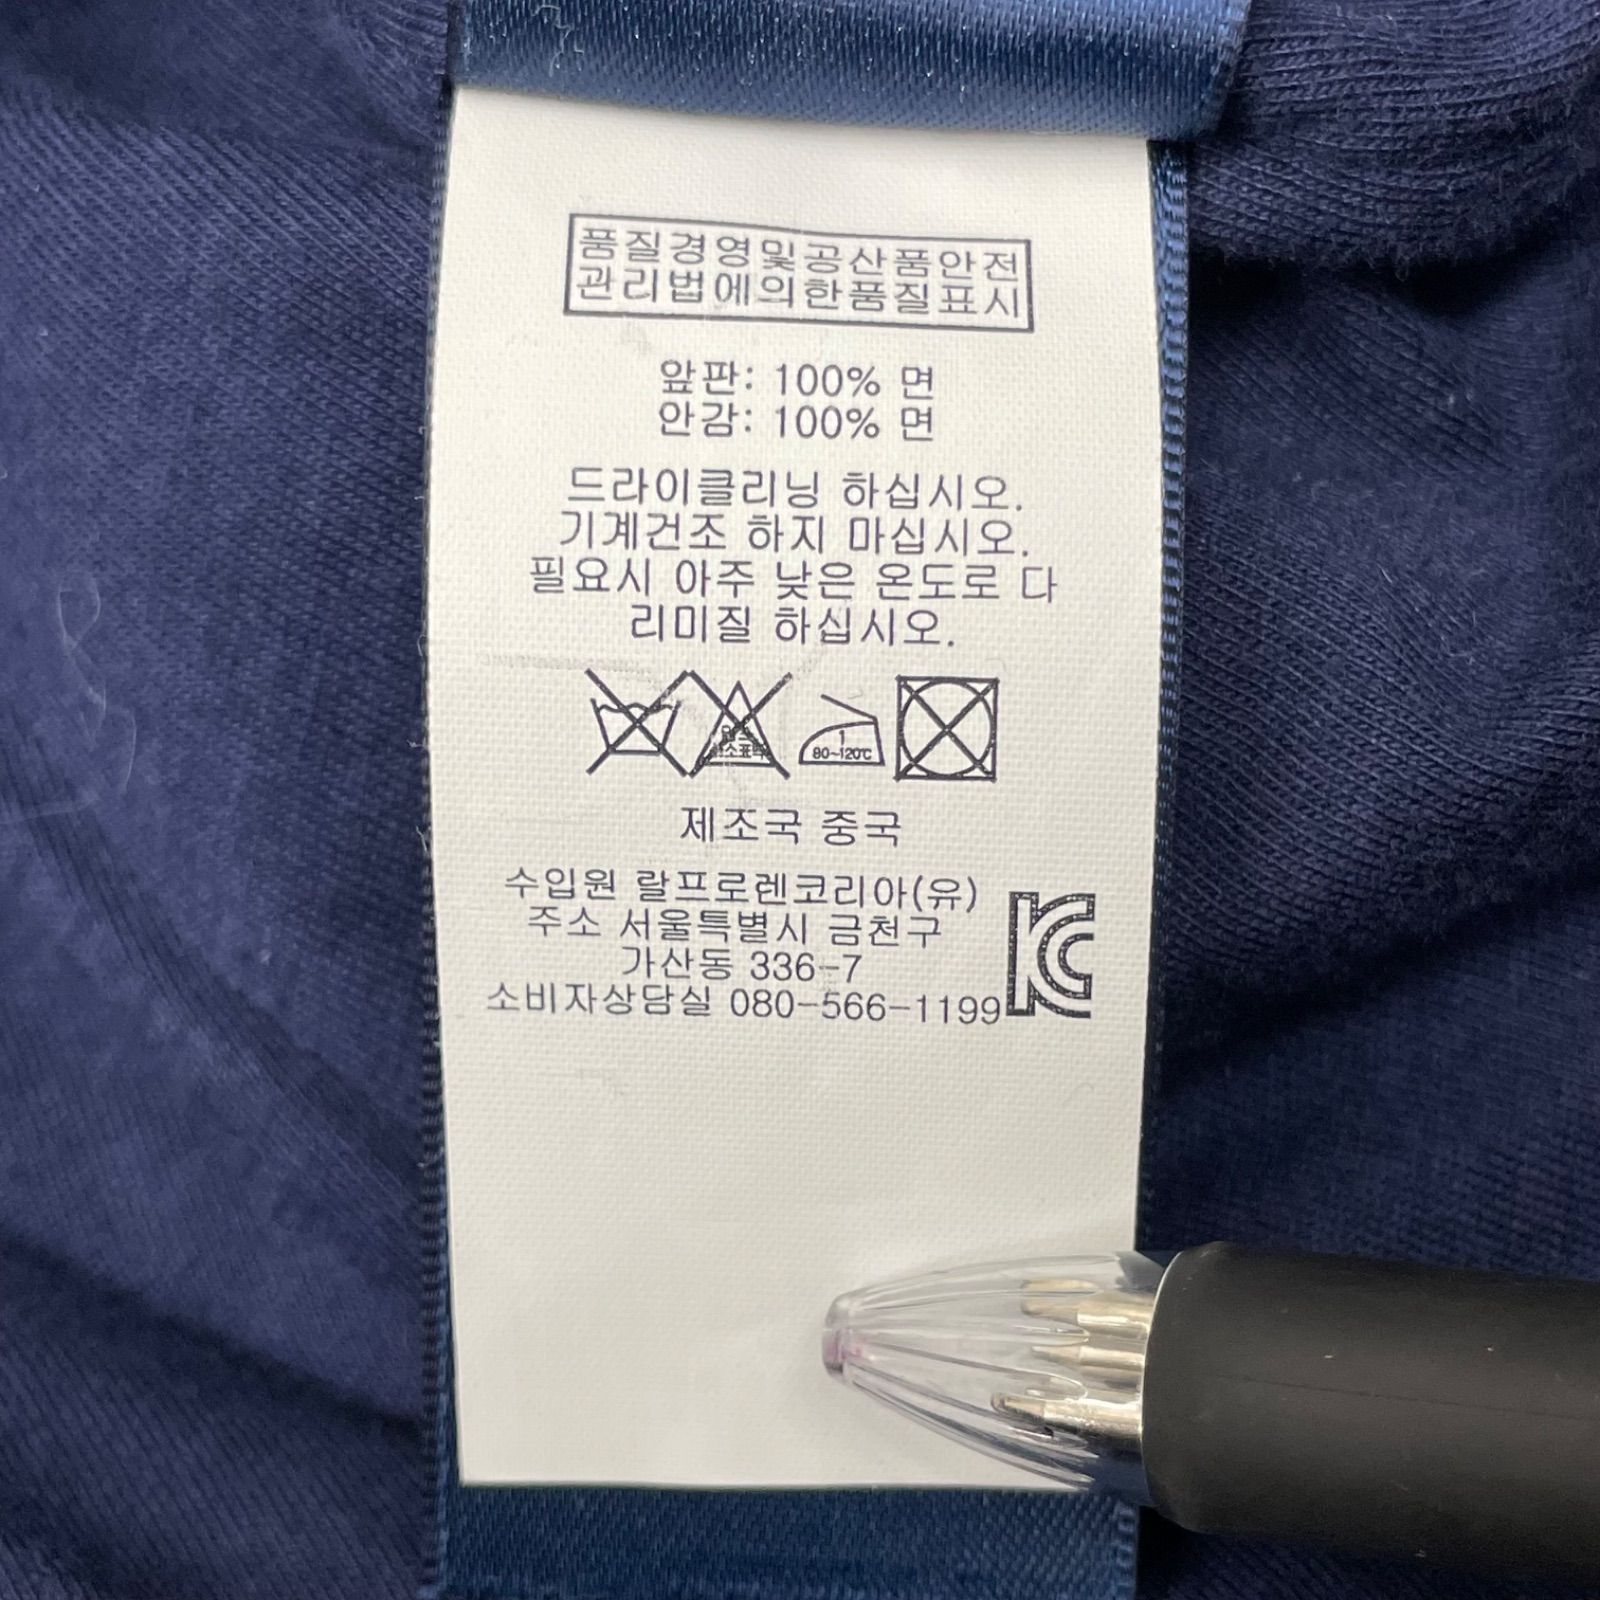 품질경영및공산품안전
관리법에의한품질표시
앞판: 100% 면
안감: 100% 면
드라이클리닝 하십시오.
기계건조 하지 마십시오.
필요시 아주 낮은 온도로 다
리미질 하십시오.
1
80~120℃
제조국 중국
수입원 랄프로렌코리아(유)
주소 서울특별시 금천구
가산동 336-7
소비자상담실 080-566-1199